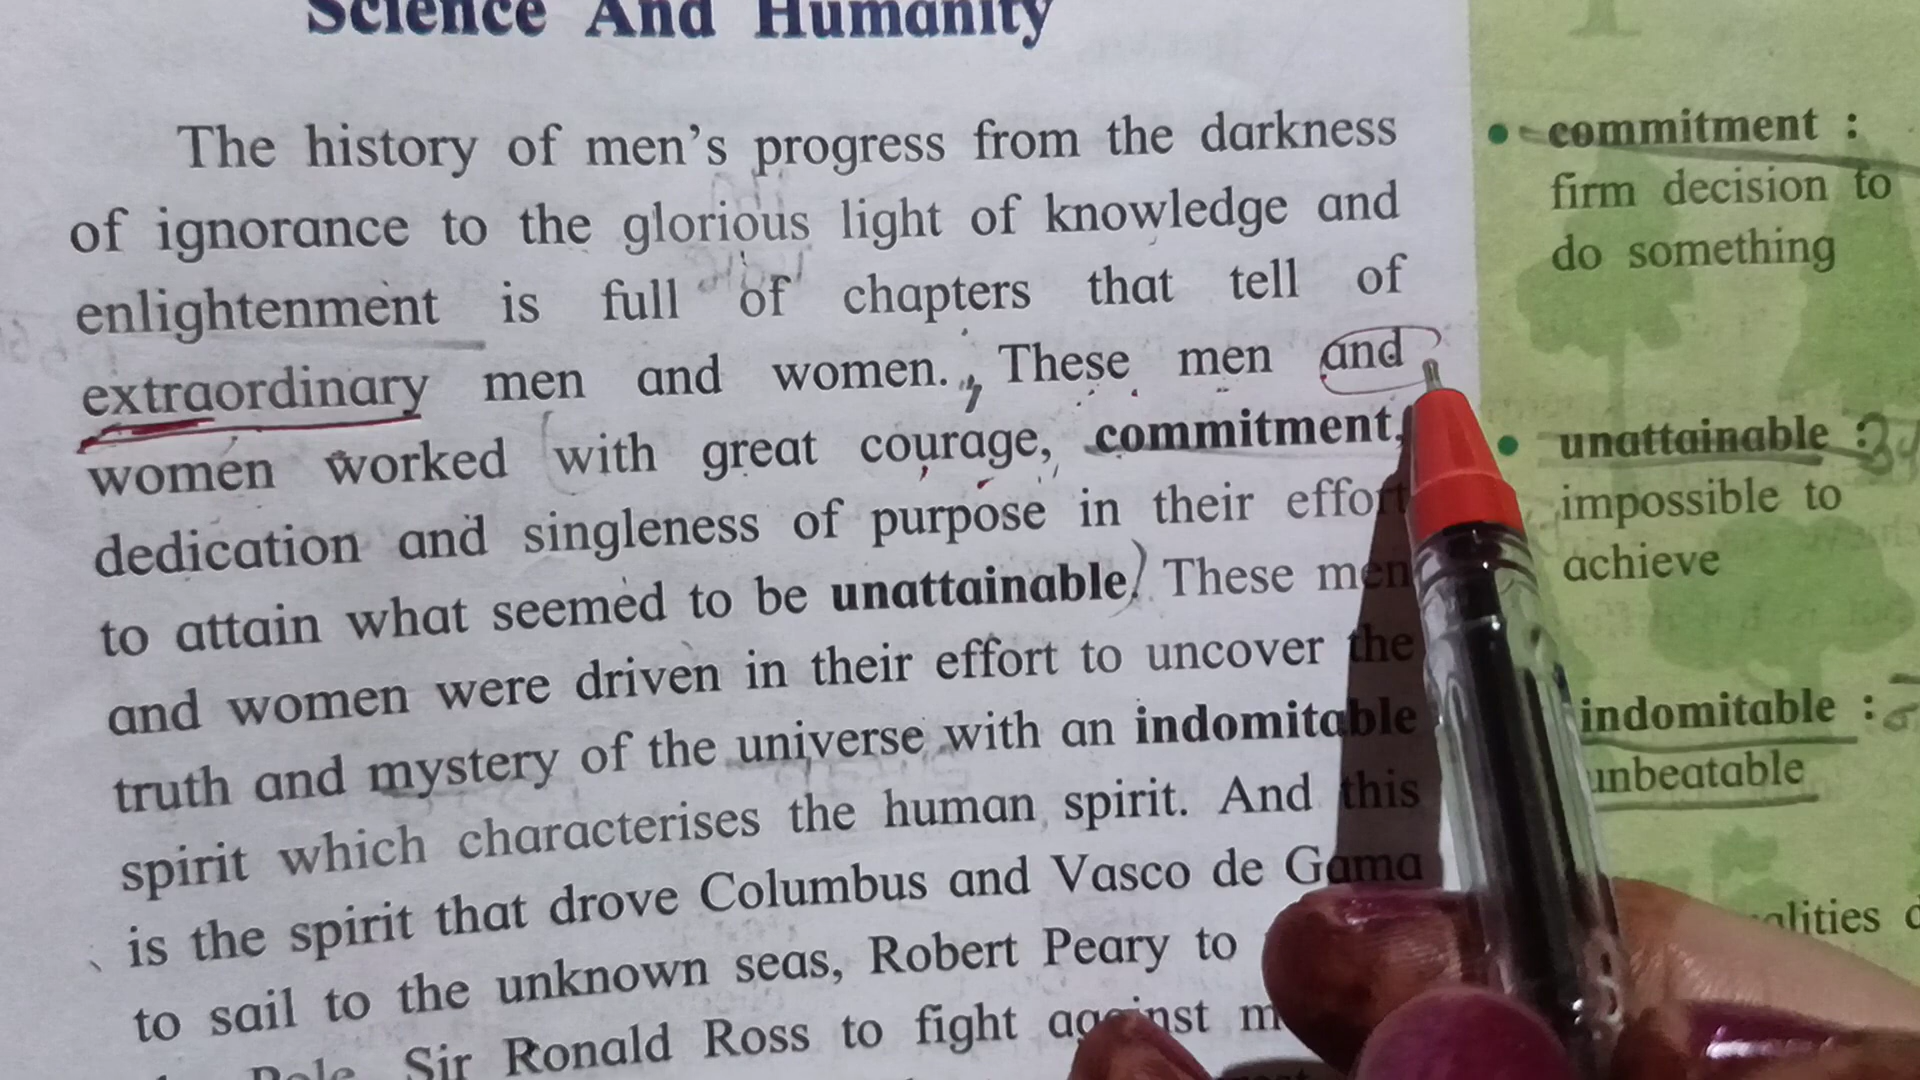 Science And Humanity
The history of men's progress from the darkness
of ignorance to the glorious light of knowledge and
enlightenment is full of chapters that tell of
extraordinary men and women. These men and
women worked with great courage, commitment,
dedication and singleness of purpose in their effort
to attain what seemed to be unattainable. These men
and women were driven in their effort to uncover the
truth and mystery of the universe with an indomitable
spirit which characterises the human spirit. And this
is the spirit that drove Columbus and Vasco de Gama
to sail to the unknown seas, Robert Peary to
Pole, Sir Ronald Ross to fight against
commitment :
firm decision to
do something
unattainable :
impossible to
achieve
indomitable :
unbeatable